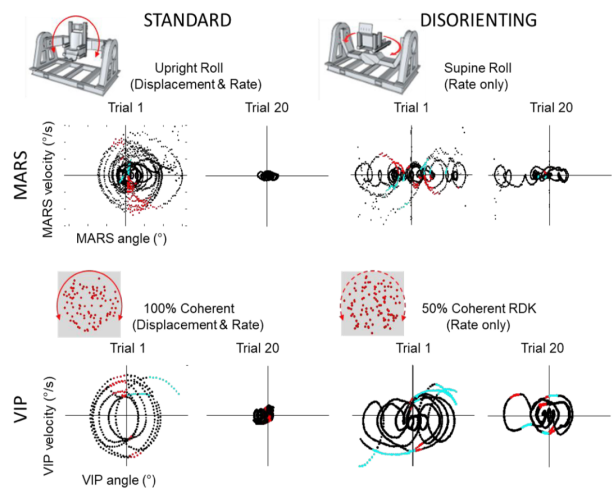 STANDARD
DISORIENTING
Upright Roll
(Displacement & Rate)
Supine Roll
(Rate only)
Trial 1
Trial 20
Trial 1
Trial 20
MARS
MARS velocity (°/s)
MARS angle (°)
100% Coherent
(Displacement & Rate)
50% Coherent RDK
(Rate only)
Trial 1
Trial 20
Trial 1
Trial 20
VIP
VIP velocity (°/s)
VIP angle (°)